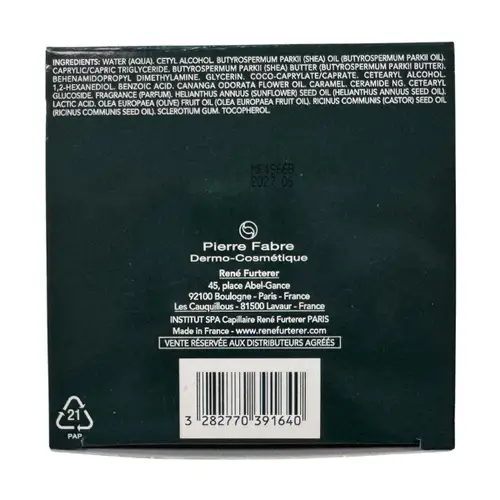 INGREDIENTS: WATER (AQUA). CETYL ALCOHOL. BUTYROSPERMUM PARKII (SHEA) OIL (BUTYROSPERMUM PARKII OIL).
CAPRYLIC/CAPRIC TRIGLYCERIDE. BUTYROSPERMUM PARKII (SHEA) BUTTER (BUTYROSPERMUM PARKII BUTTER).
BEHENAMIDOPROPYL DIMETHYLAMINE. GLYCERIN. COCO-CAPRYLATE/CAPRATE. CETEARYL ALCOHOL.
1,2-HEXANEDIOL. BENZOIC ACID. CANANGA ODORATA FLOWER OIL. CARAMEL. CERAMIDE NG. CETEARYL
GLUCOSIDE. FRAGRANCE (PARFUM). HELIANTHUS ANNUUS (SUNFLOWER) SEED OIL (HELIANTHUS ANNUUS SEED OIL).
LACTIC ACID. OLEA EUROPAEA (OLIVE) FRUIT OIL (OLEA EUROPAEA FRUIT OIL). RICINUS COMMUNIS (CASTOR) SEED OIL
(RICINUS COMMUNIS SEED OIL). SCLEROTIUM GUM. TOCOPHEROL.
2027 05
Pierre Fabre
Dermo-Cosmétique
René Furterer
45, place Abel-Gance
92100 Boulogne - Paris - France
Les Cauquillous - 81500 Lavaur - France
INSTITUT SPA Capillaire René Furterer PARIS
Made in France - www.renefurterer.com
VENTE RÉSERVÉE AUX DISTRIBUTEURS AGRÉÉS
3 282770 391640
21
PAP